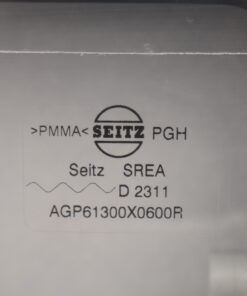 >PMMA< SEITZ PGH
Seitz SREA
D 2311
AGP61300X0600R